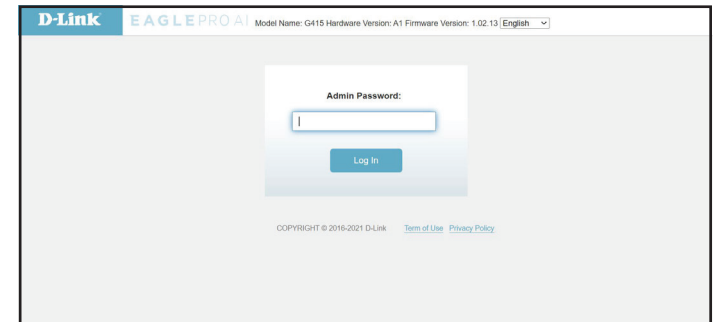 D-Link EAGLE PRO AI Model Name: G415 Hardware Version: A1 Firmware Version: 1.02.13 English
Admin Password:
Log In
COPYRIGHT © 2016-2021 D-Link Term of Use Privacy Policy